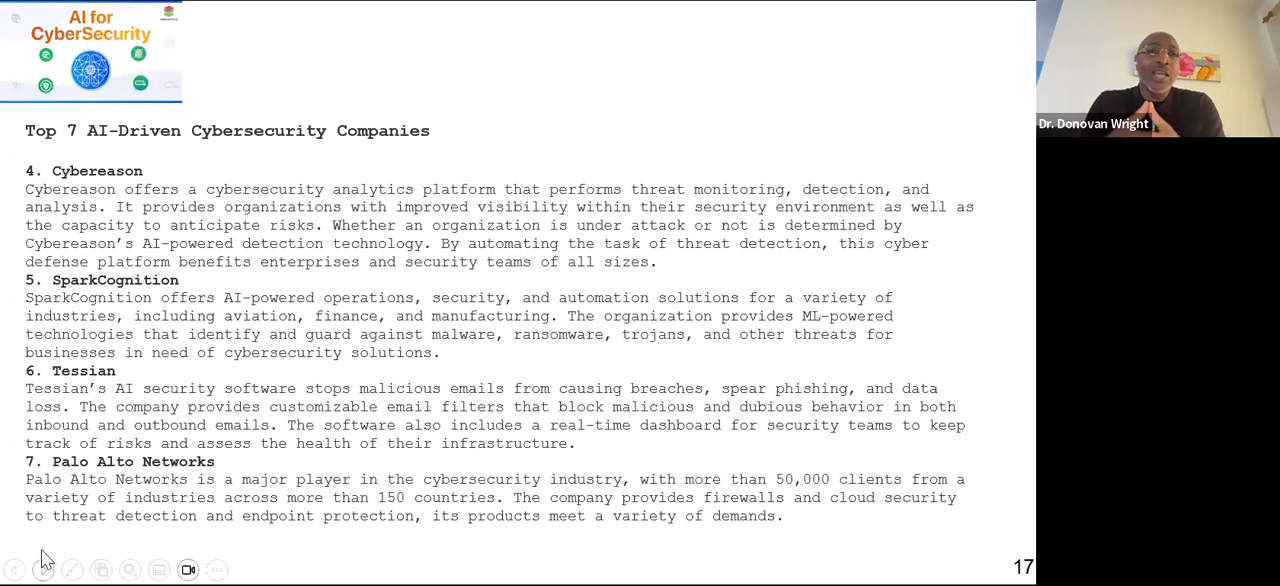 AI for
CyberSecurity
Dr. Donovan Wright
Top 7 AI-Driven Cybersecurity Companies
4. Cybereason
Cybereason offers a cybersecurity analytics platform that performs threat monitoring, detection, and
analysis. It provides organizations with improved visibility within their security environment as well as
the capacity to anticipate risks. Whether an organization is under attack or not is determined by
Cybereason's AI-powered detection technology. By automating the task of threat detection, this cyber
defense platform benefits enterprises and security teams of all sizes.
5. SparkCognition
SparkCognition offers AI-powered operations, security, and automation solutions for a variety of
industries, including aviation, finance, and manufacturing. The organization provides ML-powered
technologies that identify and guard against malware, ransomware, trojans, and other threats for
businesses in need of cybersecurity solutions.
6. Tessian
Tessian's AI security software stops malicious emails from causing breaches, spear phishing, and data
loss. The company provides customizable email filters that block malicious and dubious behavior in both
inbound and outbound emails. The software also includes a real-time dashboard for security teams to keep
track of risks and assess the health of their infrastructure.
7. Palo Alto Networks
Palo Alto Networks is a major player in the cybersecurity industry, with more than 50,000 clients from a
variety of industries across more than 150 countries. The company provides firewalls and cloud security
to threat detection and endpoint protection, its products meet a variety of demands.
17